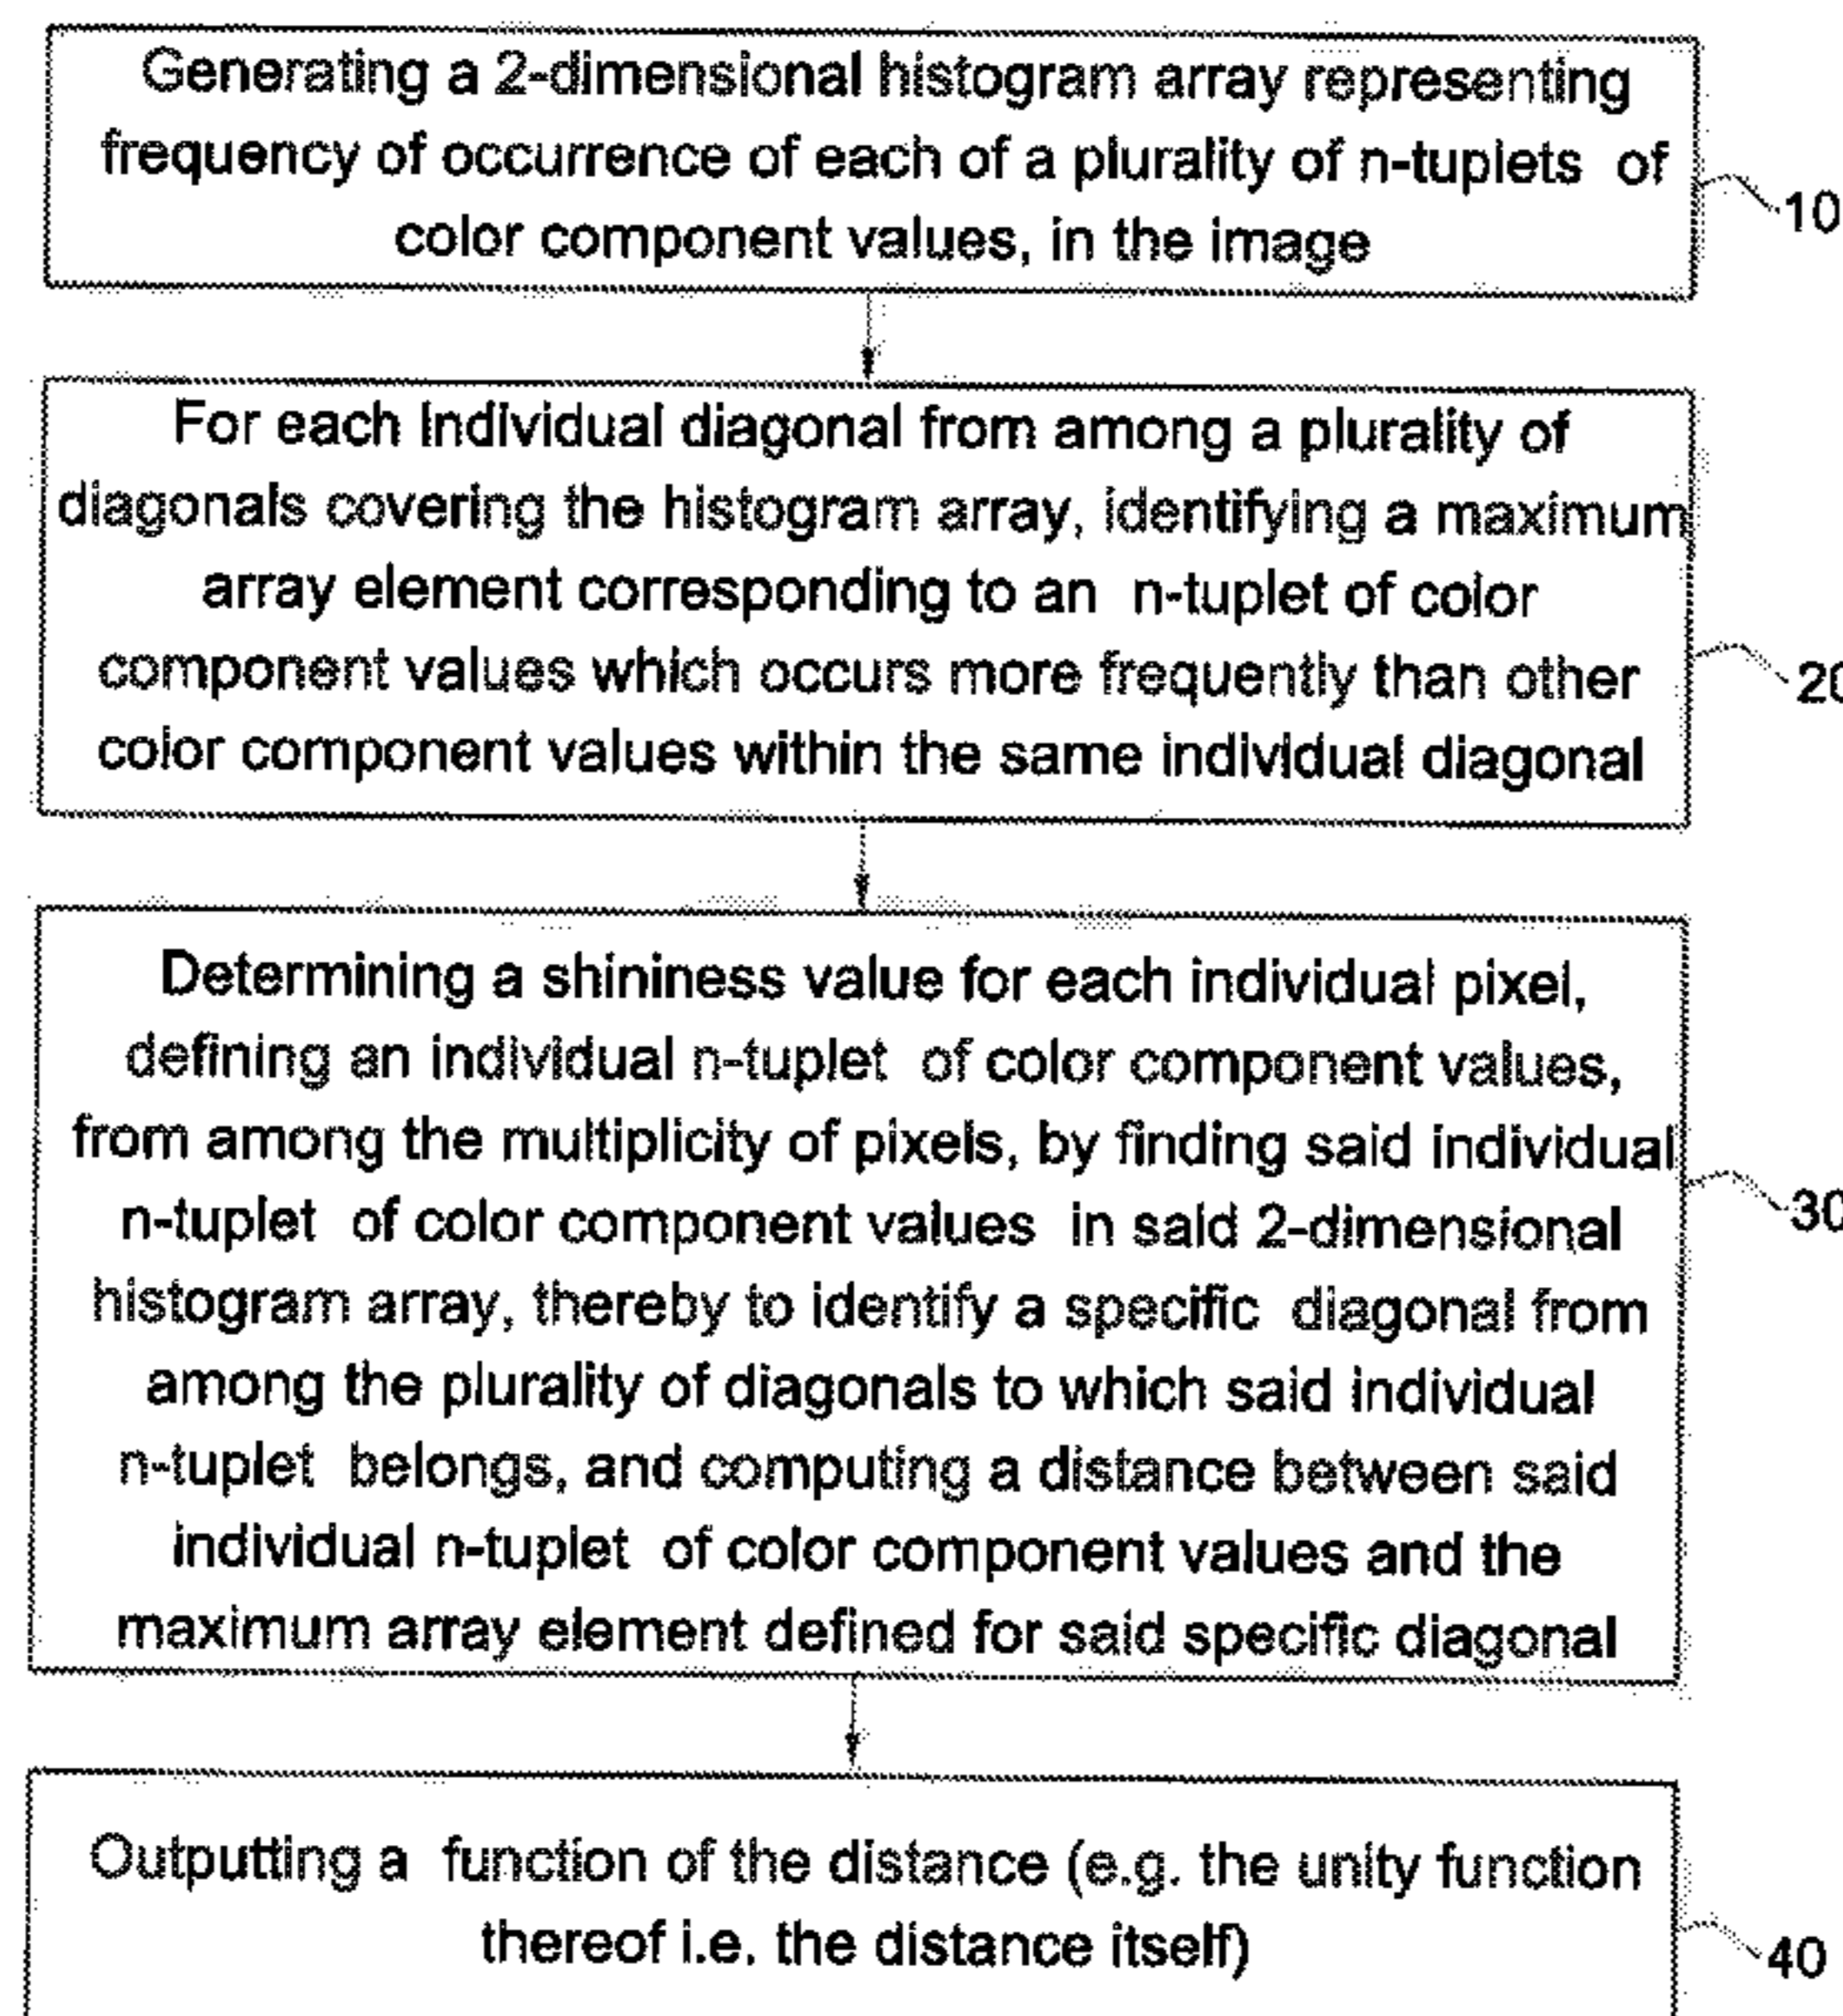 Generating a 2-dimensional histogram array representing
frequency of occurrence of each of a plurality of n-tuplets of
color component values, in the image
10
For each individual diagonal from among a plurality of
diagonals covering the histogram array, identifying a maximum
array element corresponding to an n-tuplet of color
component values which occurs more frequently than other
color component values within the same individual diagonal
20
Determining a shininess value for each individual pixel,
defining an individual n-tuplet of color component values,
from among the multiplicity of pixels, by finding said individual
n-tuplet of color component values in said 2-dimensional
histogram array, thereby to identify a specific diagonal from
among the plurality of diagonals to which said individual
n-tuplet belongs, and computing a distance between said
individual n-tuplet of color component values and the
maximum array element defined for said specific diagonal
30
Outputting a function of the distance (e.g. the unity function
thereof i.e. the distance itself)
40